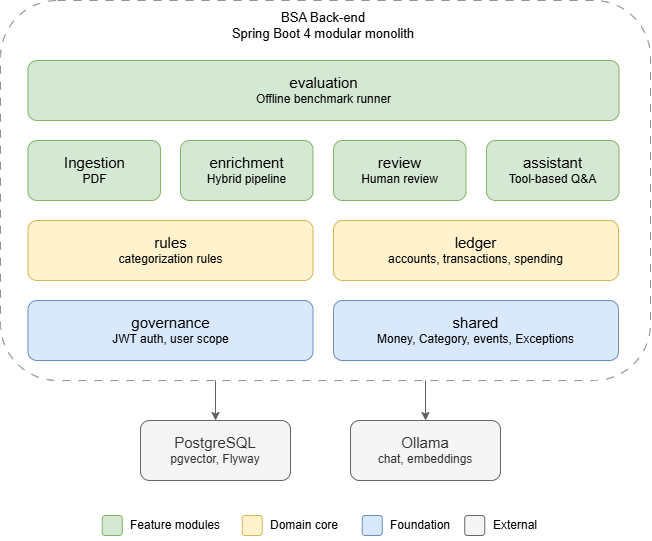 BSA Back-end
Spring Boot 4 modular monolith
evaluation
Offline benchmark runner
Ingestion
PDF
enrichment
Hybrid pipeline
review
Human review
assistant
Tool-based Q&A
rules
categorization rules
ledger
accounts, transactions, spending
governance
JWT auth, user scope
shared
Money, Category, events, Exceptions
PostgreSQL
pgvector, Flyway
Ollama
chat, embeddings
Feature modules
Domain core
Foundation
External